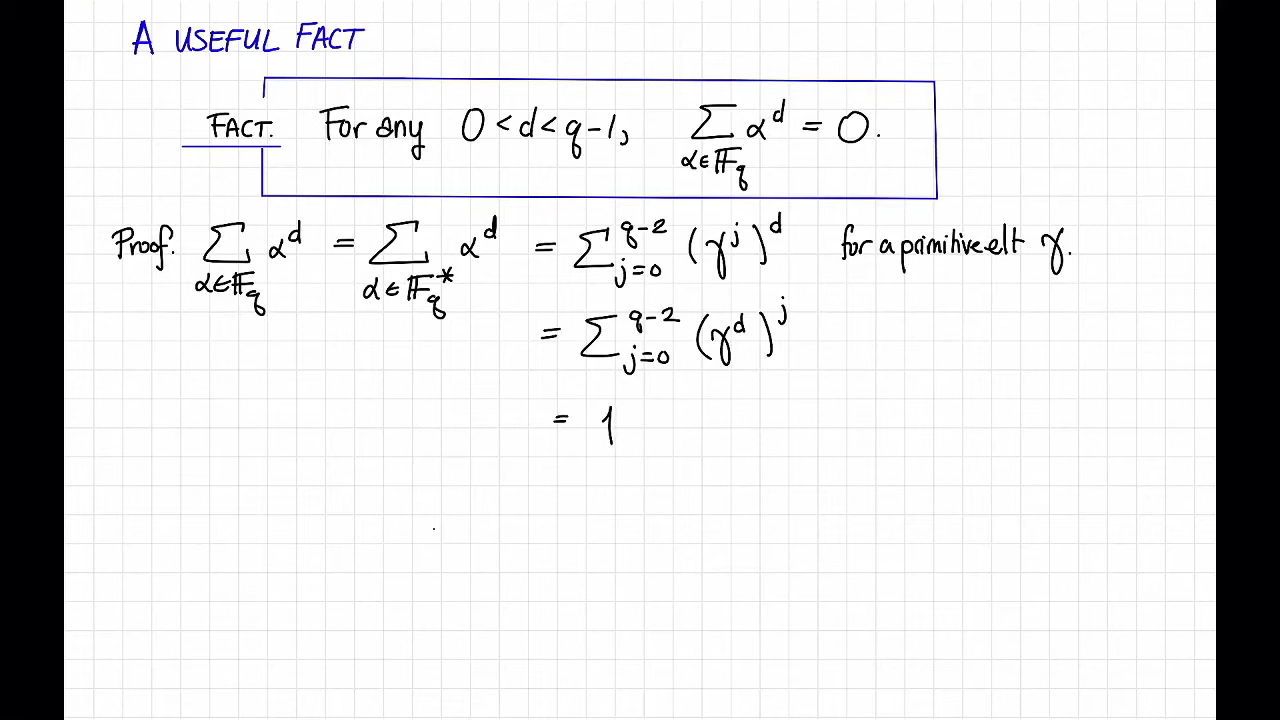 A USEFUL FACT
FACT. For any 0 < d < q-1, ∑_{α∈𝔽_q} α^d = 0.
Proof. ∑_{α∈𝔽_q} α^d = ∑_{α∈𝔽_q^*} α^d = ∑_{j=0}^{q-2} (γ^j)^d for a primitive elt γ.
= ∑_{j=0}^{q-2} (γ^d)^j
= 1